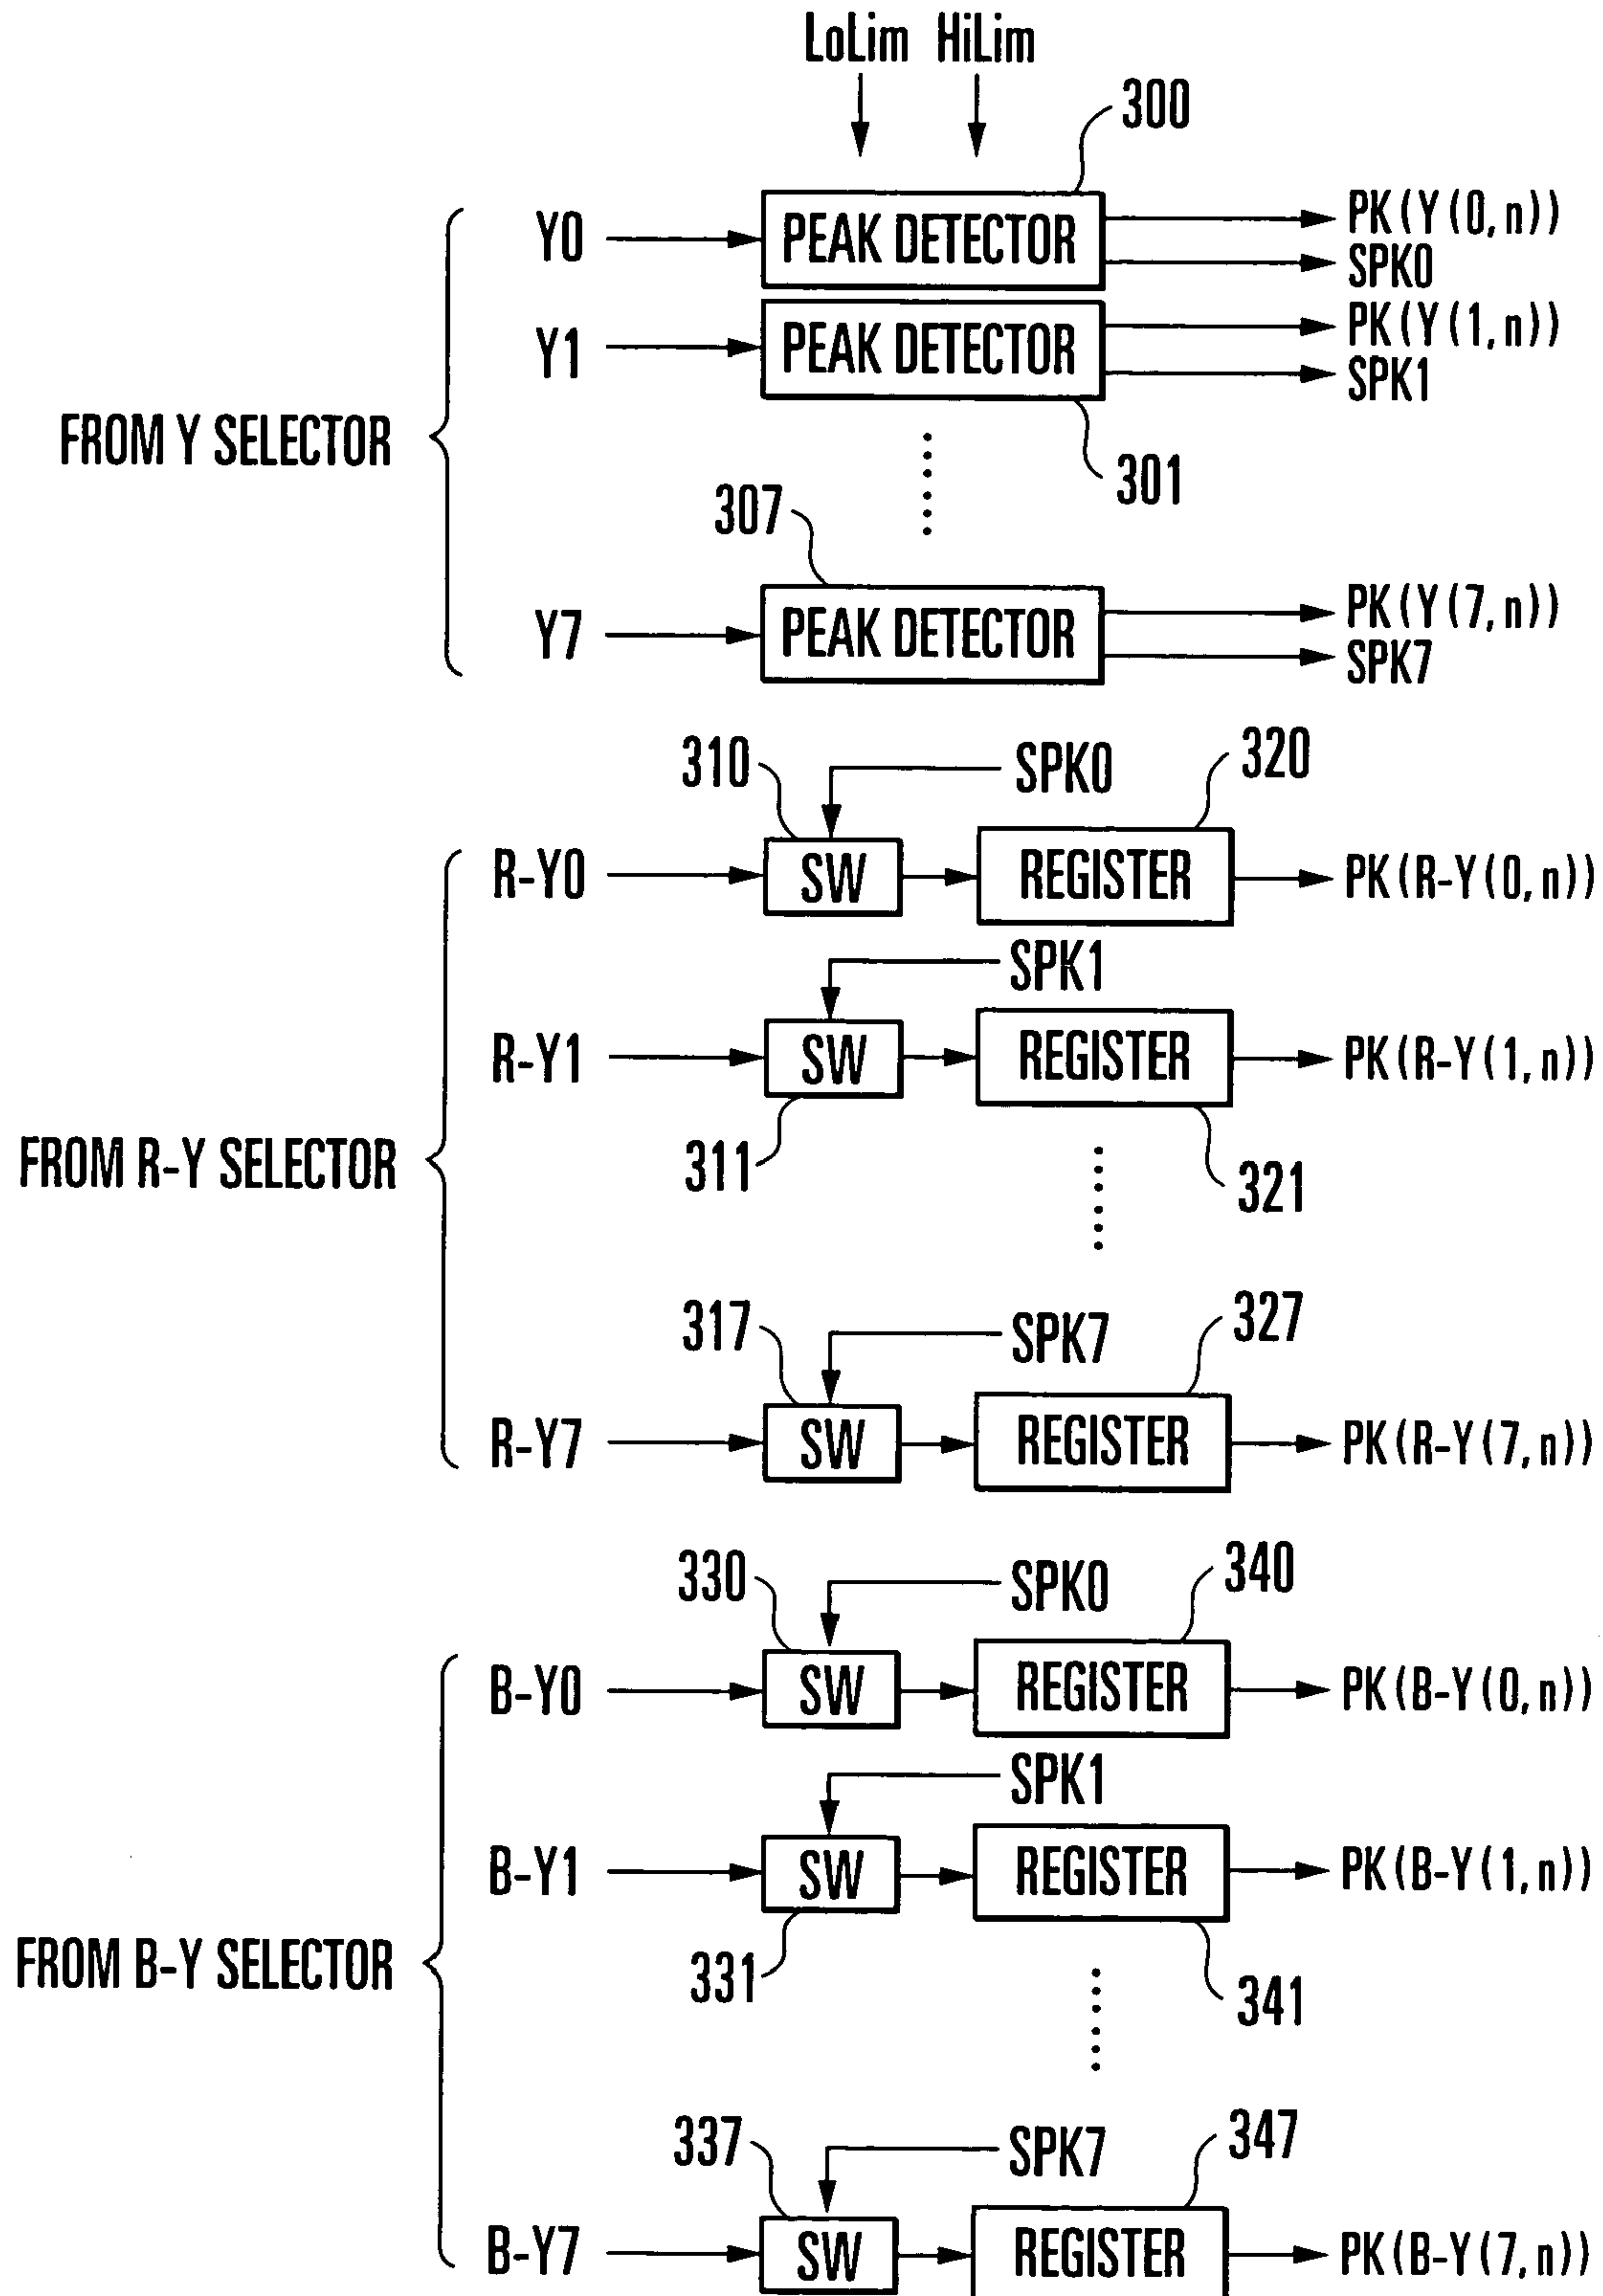 LoLim HiLim
300
Y0 PEAK DETECTOR PK(Y(0,n))
SPK0
Y1 PEAK DETECTOR PK(Y(1,n))
SPK1
FROM Y SELECTOR
301
307
Y7 PEAK DETECTOR PK(Y(7,n))
SPK7
310 SPK0 320
R-Y0 SW REGISTER PK(R-Y(0,n))
SPK1
R-Y1 SW REGISTER PK(R-Y(1,n))
FROM R-Y SELECTOR 311 321
317 SPK7 327
R-Y7 SW REGISTER PK(R-Y(7,n))
330 SPK0 340
B-Y0 SW REGISTER PK(B-Y(0,n))
SPK1
B-Y1 SW REGISTER PK(B-Y(1,n))
FROM B-Y SELECTOR 331 341
337 SPK7 347
B-Y7 SW REGISTER PK(B-Y(7,n))